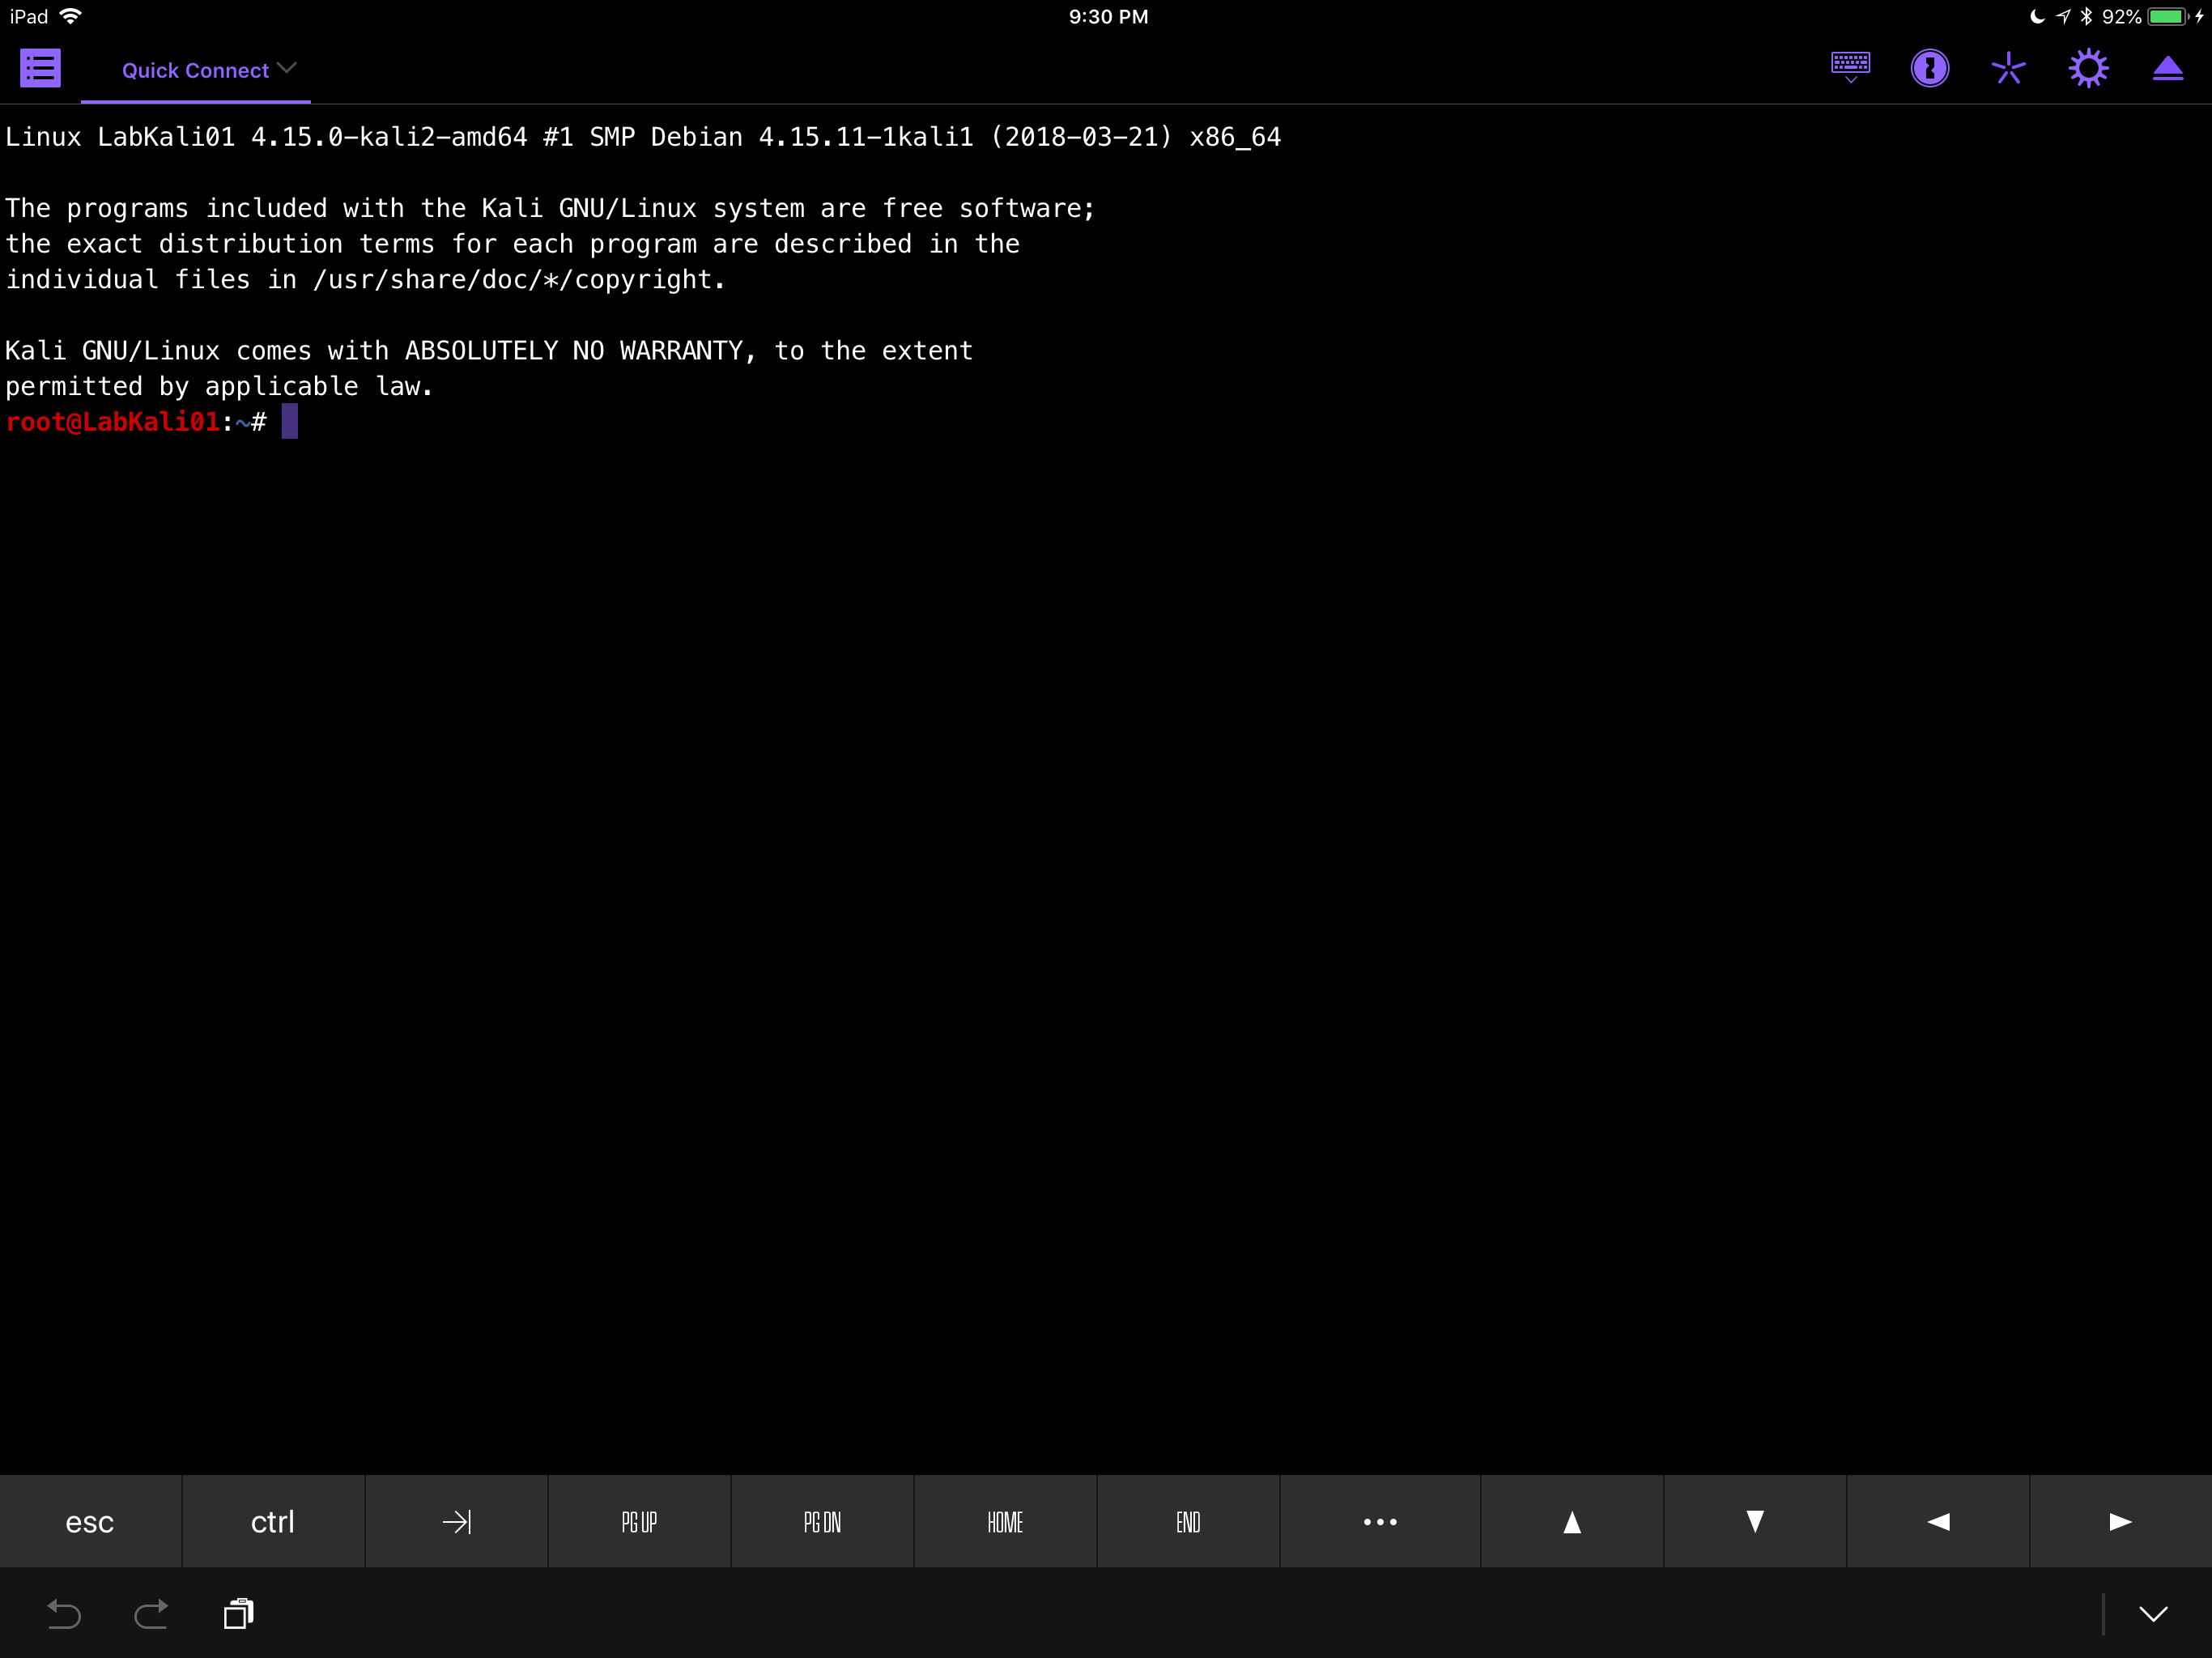 iPad 9:30 PM 92%
Quick Connect
Linux LabKali01 4.15.0-kali2-amd64 #1 SMP Debian 4.15.11-1kali1 (2018-03-21) x86_64
The programs included with the Kali GNU/Linux system are free software;
the exact distribution terms for each program are described in the
individual files in /usr/share/doc/*/copyright.
Kali GNU/Linux comes with ABSOLUTELY NO WARRANTY, to the extent
permitted by applicable law.
root@LabKali01:~#
esc ctrl PG UP PG DN HOME END •••